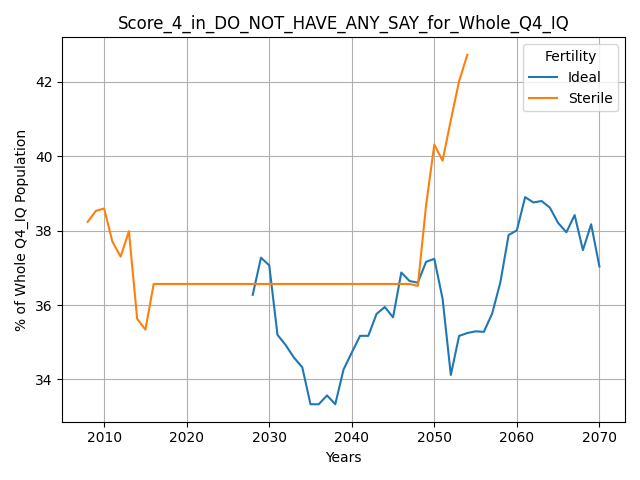 Score_4_in_DO_NOT_HAVE_ANY_SAY_for_Whole_Q4_IQ
Fertility
Ideal
Sterile
% of Whole Q4_IQ Population
42
40
38
36
34
2010 2020 2030 2040 2050 2060 2070
Years